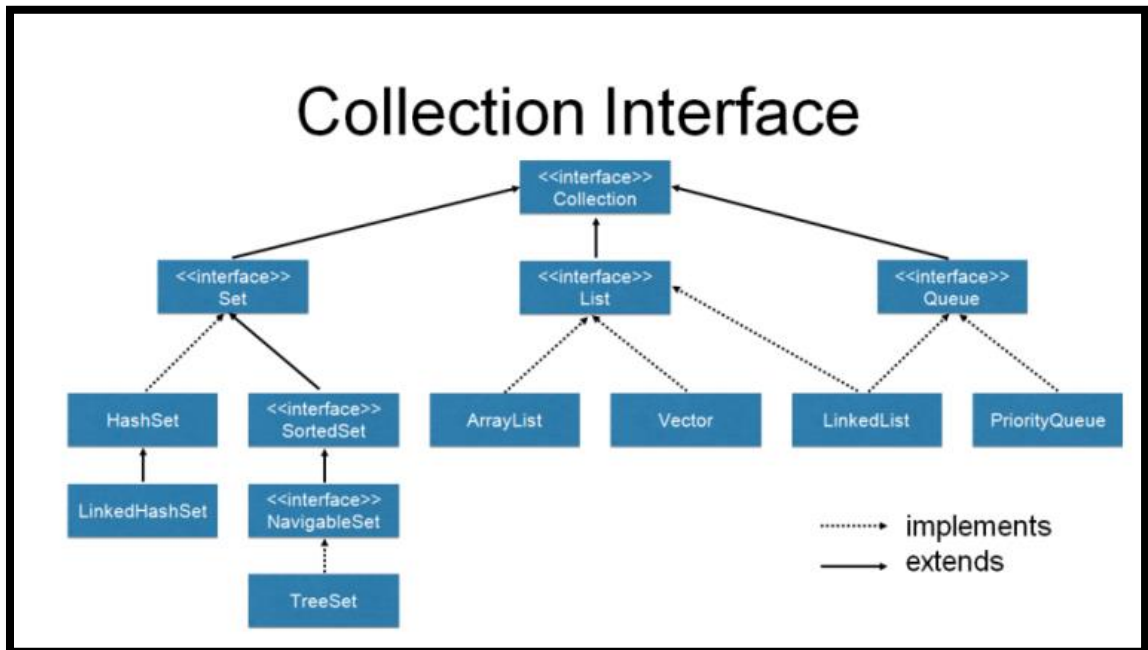 Collection Interface
<<interface>>
Collection
<<interface>>
Set
<<interface>>
List
<<interface>>
Queue
HashSet
<<interface>>
SortedSet
ArrayList
Vector
LinkedList
PriorityQueue
LinkedHashSet
<<interface>>
NavigableSet
TreeSet
implements
extends